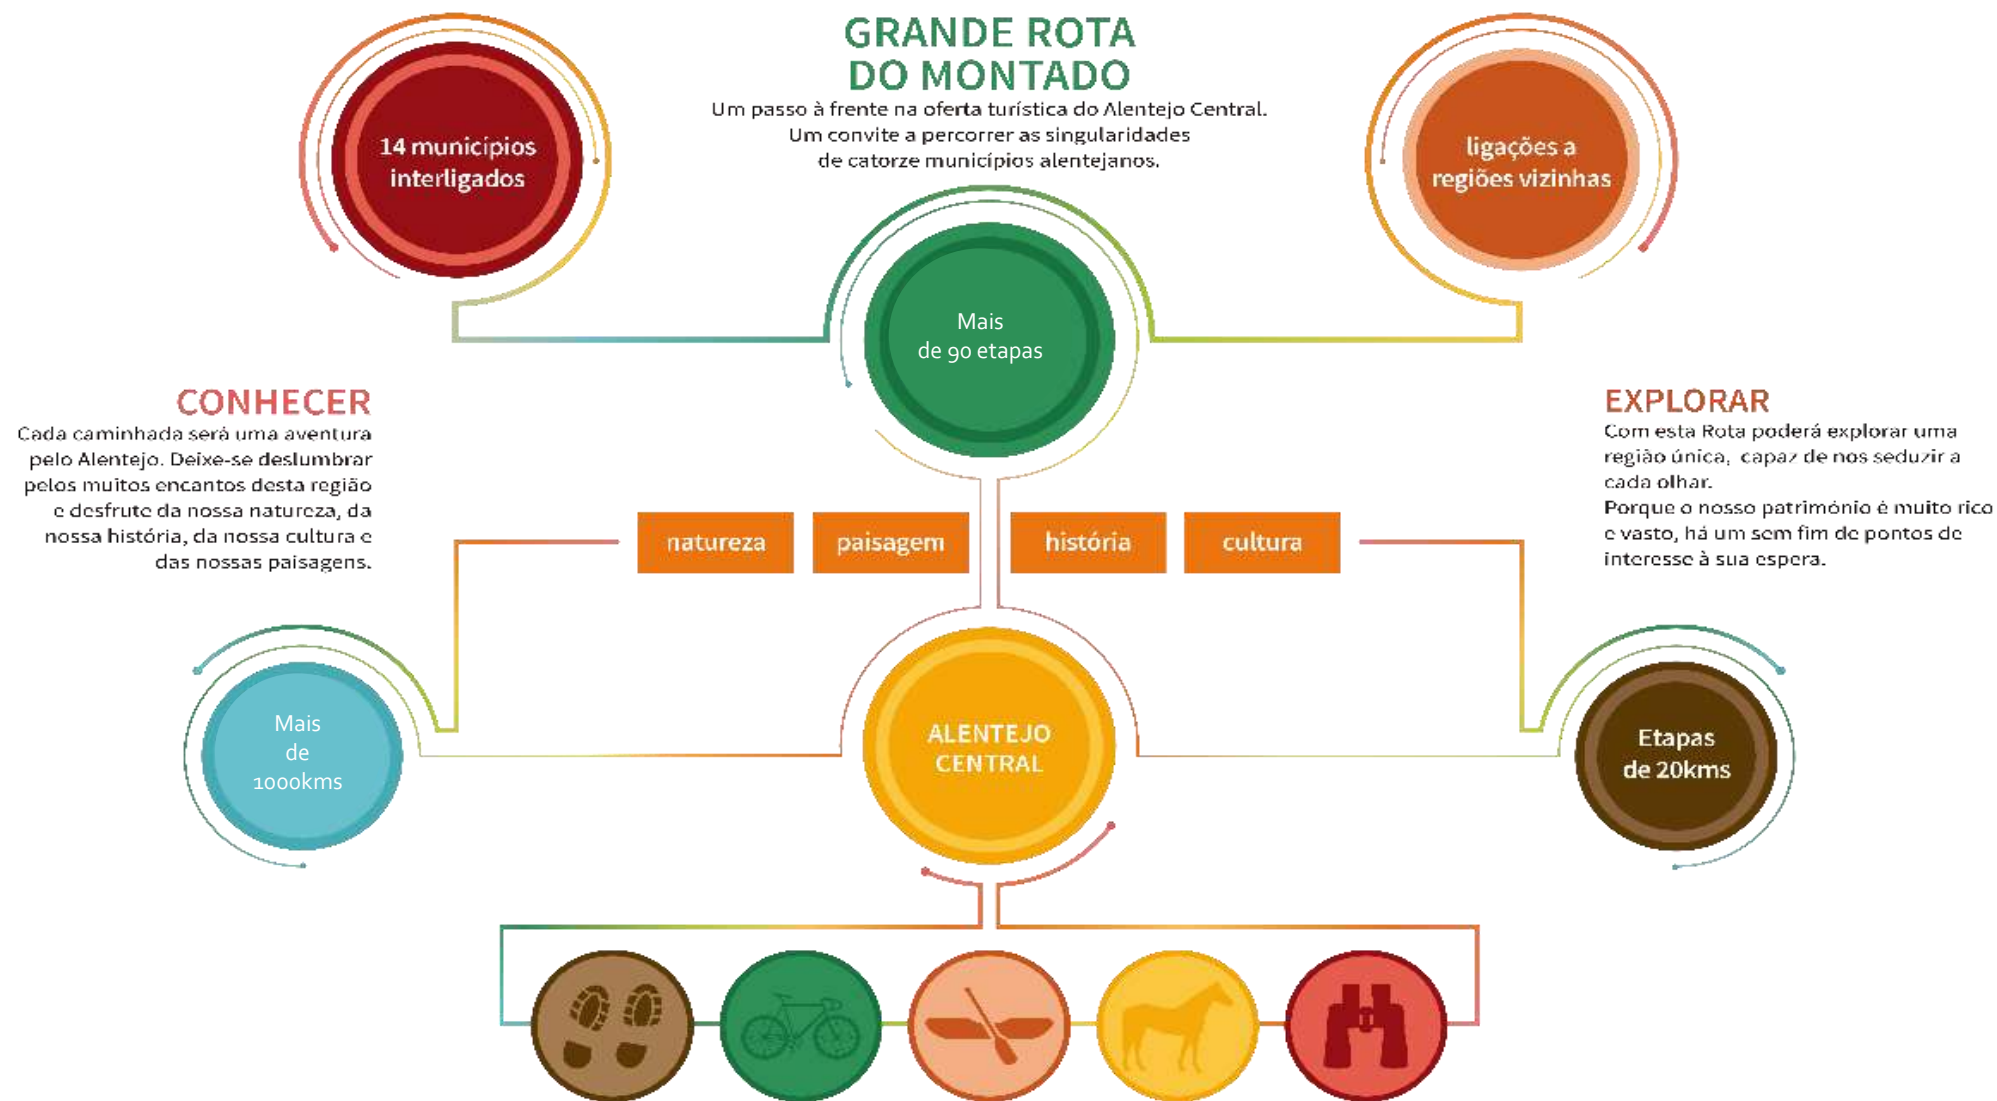 GRANDE ROTA
DO MONTADO
Um passo à frente na oferta turística do Alentejo Central.
Um convite a percorrer as singularidades
de catorze municípios alentejanos.
14 municípios
interligados
ligações a
regiões vizinhas
Mais
de 90 etapas
CONHECER
Cada caminhada será uma aventura
pelo Alentejo. Deixe-se deslumbrar
pelos muitos encantos desta região
e desfrute da nossa natureza, da
nossa história, da nossa cultura e
das nossas paisagens.
EXPLORAR
Com esta Rota poderá explorar uma
região única, capaz de nos seduzir a
cada olhar.
Porque o nosso património é muito rico
e vasto, há um sem fim de pontos de
interesse à sua espera.
natureza
paisagem
história
cultura
Mais
de
1000kms
ALENTEJO
CENTRAL
Etapas
de 20kms